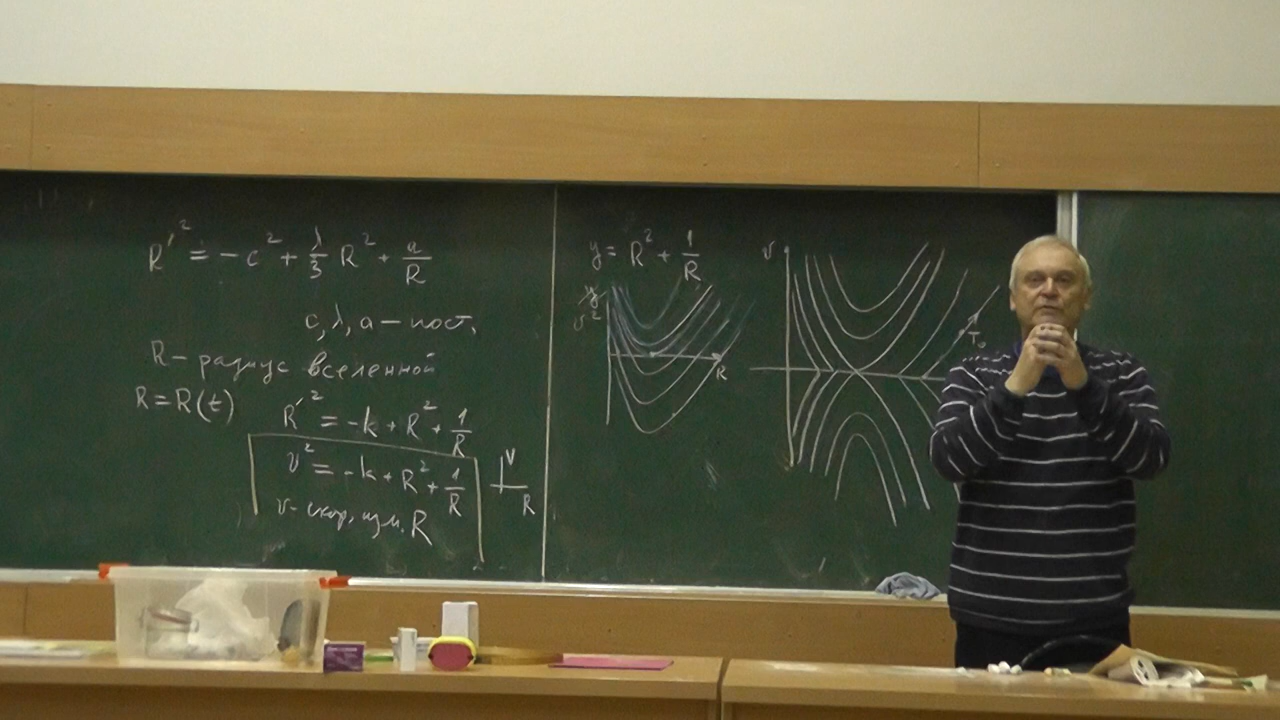 R'² = -c² + λ/3 R² + a/R
c, λ, a — пост.
R - радиус вселенной
R = R(t)
R'² = -k + R² + 1/R
v² = -k + R² + 1/R
v - скор. изм. R
v
R
y = R² + 1/R
v²
R
v
T₀